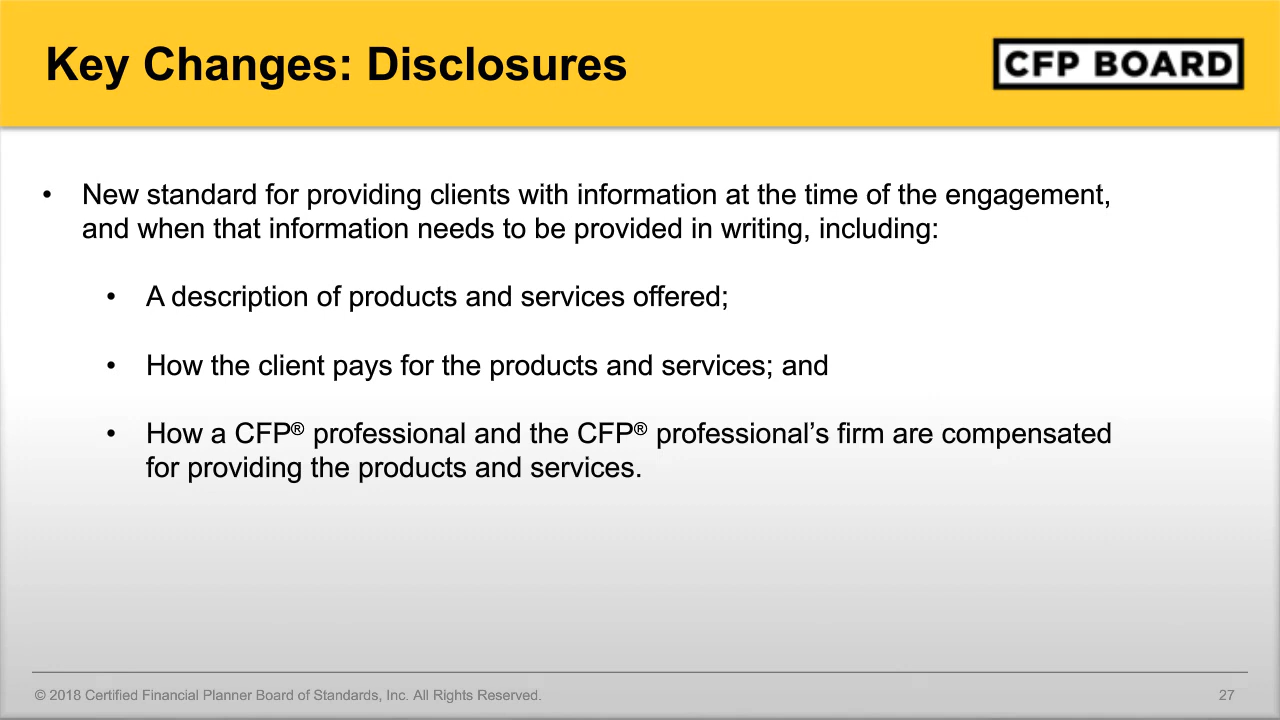 Key Changes: Disclosures
CFP BOARD
• New standard for providing clients with information at the time of the engagement,
and when that information needs to be provided in writing, including:
• A description of products and services offered;
• How the client pays for the products and services; and
• How a CFP® professional and the CFP® professional’s firm are compensated
for providing the products and services.
© 2018 Certified Financial Planner Board of Standards, Inc. All Rights Reserved.
27